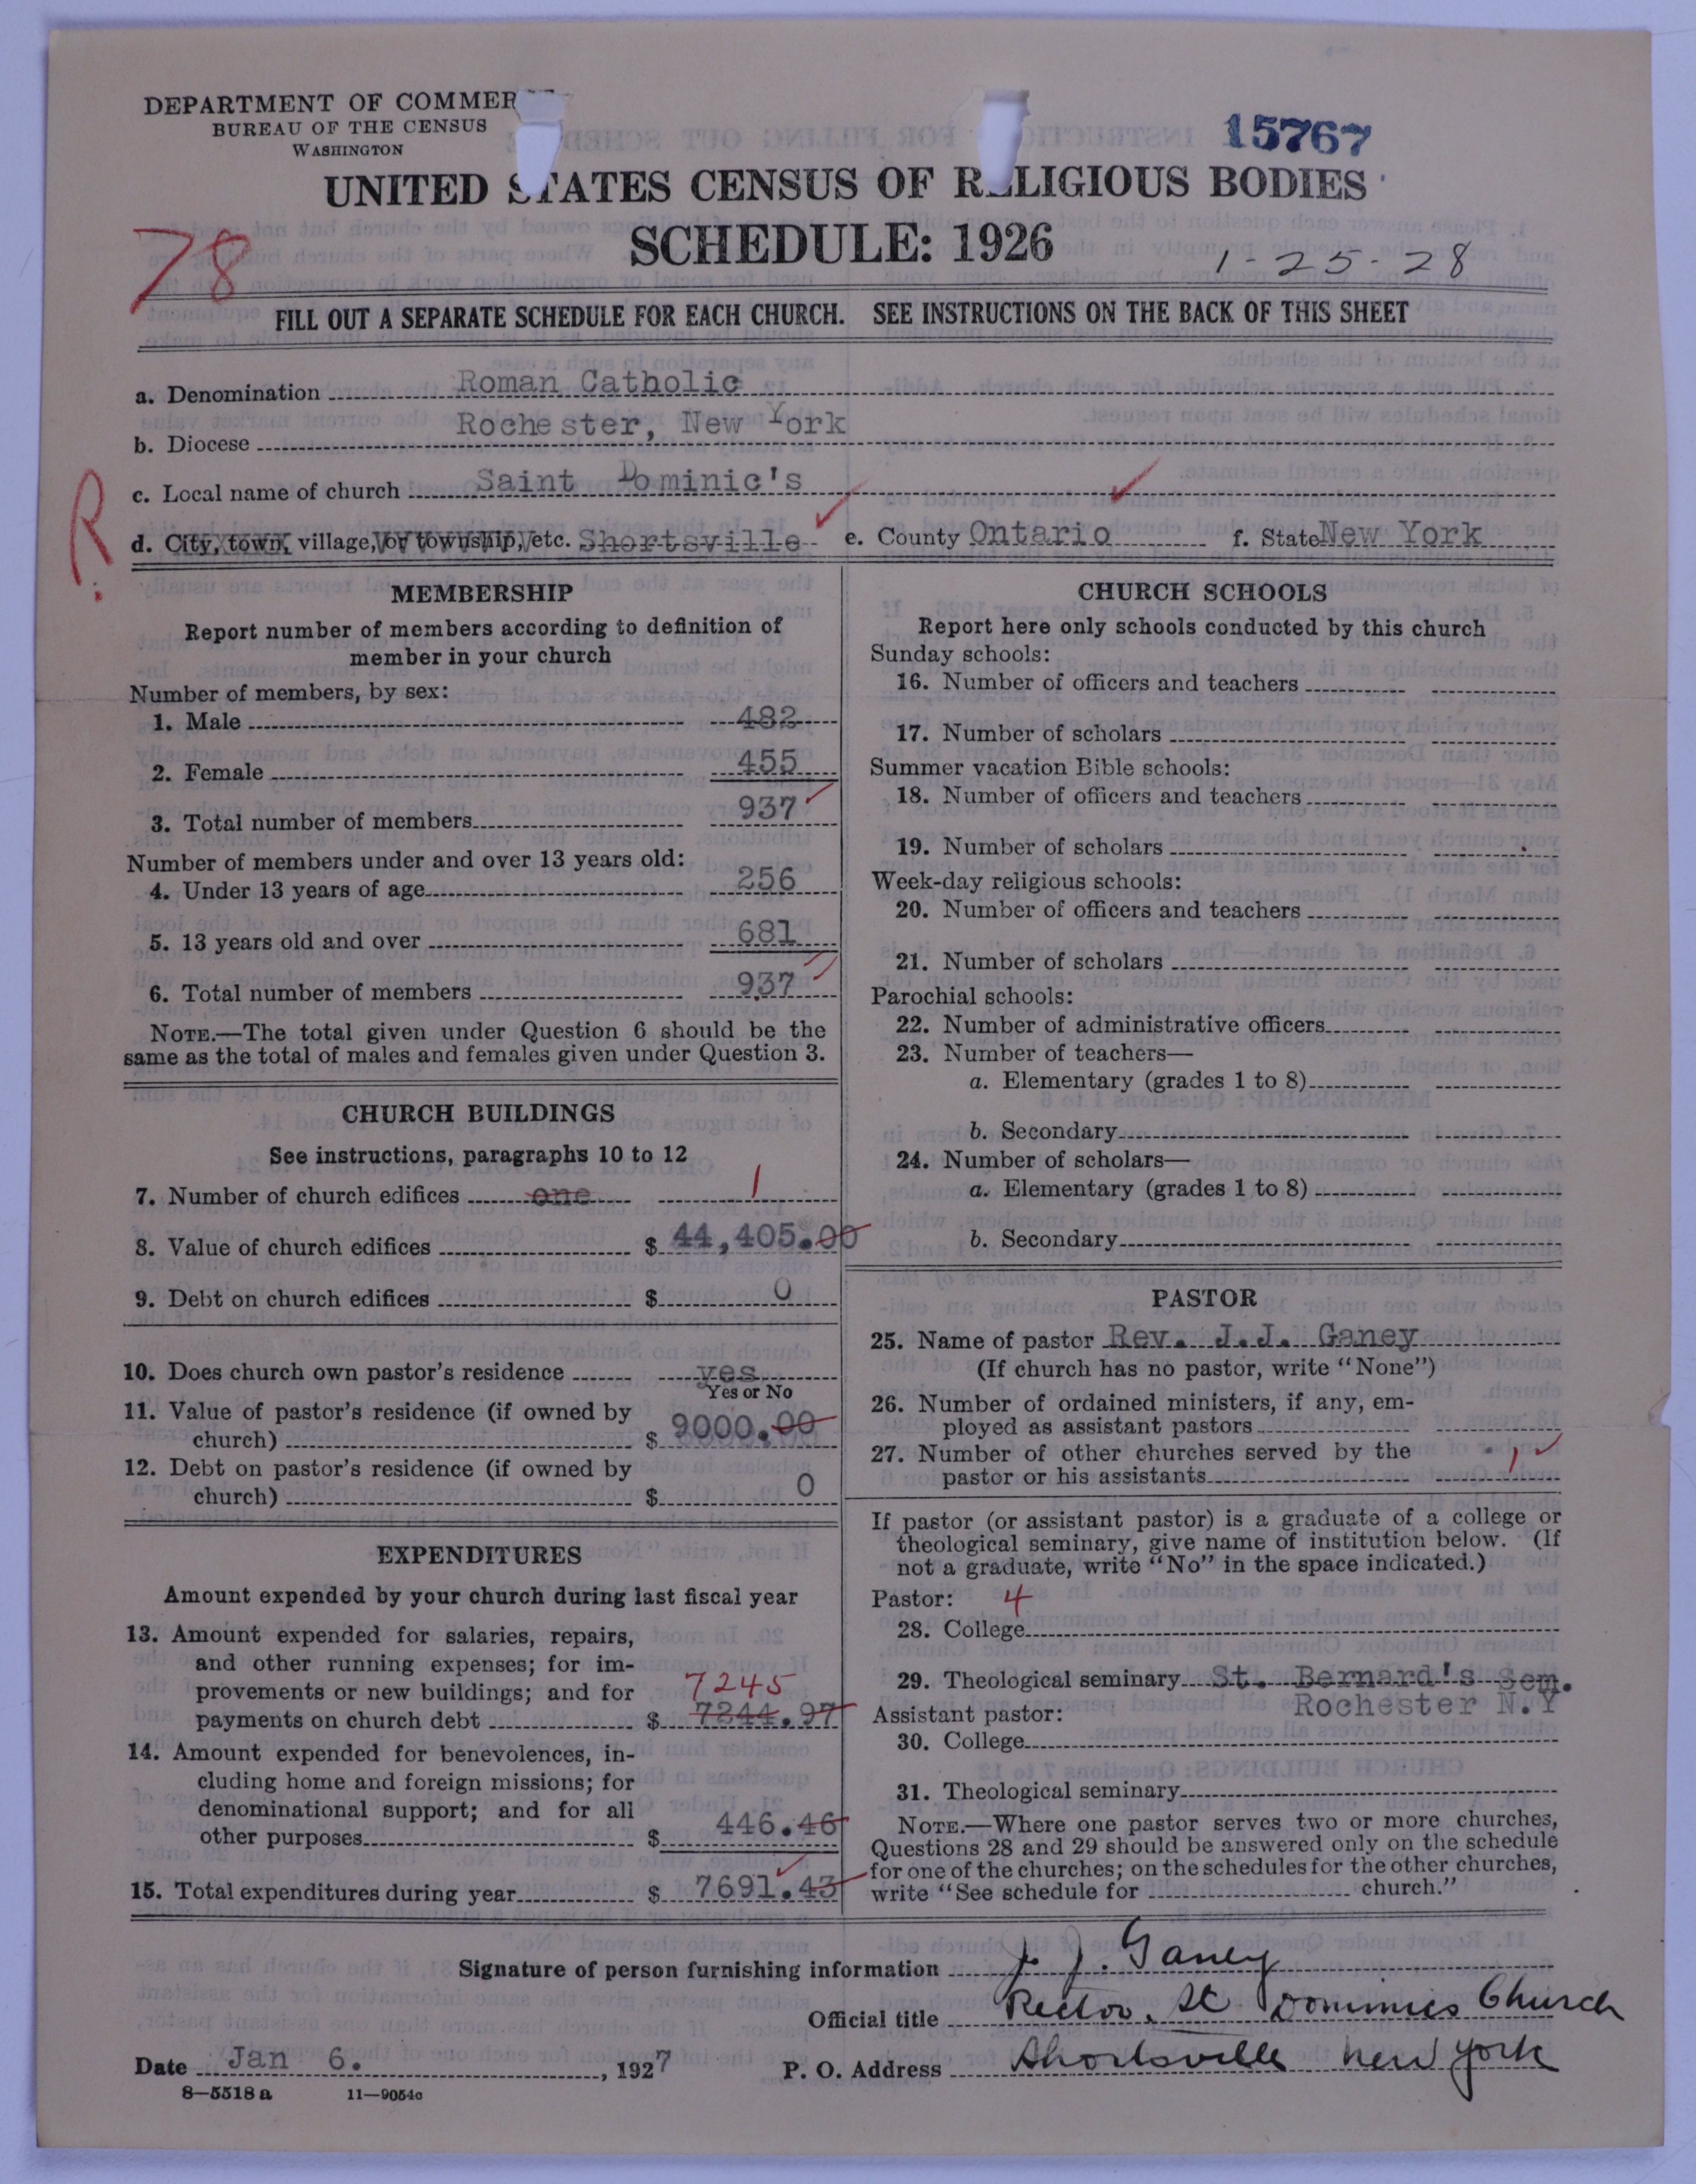 DEPARTMENT OF COMMER
BUREAU OF THE CENSUS
WASHINGTON
15767
UNITED STATES CENSUS OF RELIGIOUS BODIES
SCHEDULE: 1926
78
1-25-28
FILL OUT A SEPARATE SCHEDULE FOR EACH CHURCH. SEE INSTRUCTIONS ON THE BACK OF THIS SHEET
a. Denomination Roman Catholic
b. Diocese Rochester, New York
c. Local name of church Saint Dominic's
R
d. City, town, village, or township, etc. Shortsville e. County Ontario f. State New York
MEMBERSHIP
Report number of members according to definition of
member in your church
Number of members, by sex:
1. Male 482
2. Female 455
3. Total number of members 937
Number of members under and over 13 years old:
4. Under 13 years of age 256
5. 13 years old and over 681
6. Total number of members 937
NOTE.—The total given under Question 6 should be the
same as the total of males and females given under Question 3.
CHURCH BUILDINGS
See instructions, paragraphs 10 to 12
7. Number of church edifices one 1
8. Value of church edifices $ 44,405.00
9. Debt on church edifices $ 0
10. Does church own pastor's residence yes
Yes or No
11. Value of pastor's residence (if owned by
church) $ 9000.00
12. Debt on pastor's residence (if owned by
church) $ 0
EXPENDITURES
Amount expended by your church during last fiscal year
13. Amount expended for salaries, repairs,
and other running expenses; for im-
provements or new buildings; and for 7245
payments on church debt $ 7244.97
14. Amount expended for benevolences, in-
cluding home and foreign missions; for
denominational support; and for all
other purposes $ 446.46
15. Total expenditures during year $ 7691.43
CHURCH SCHOOLS
Report here only schools conducted by this church
Sunday schools:
16. Number of officers and teachers
17. Number of scholars
Summer vacation Bible schools:
18. Number of officers and teachers
19. Number of scholars
Week-day religious schools:
20. Number of officers and teachers
21. Number of scholars
Parochial schools:
22. Number of administrative officers
23. Number of teachers—
a. Elementary (grades 1 to 8)
b. Secondary
24. Number of scholars—
a. Elementary (grades 1 to 8)
b. Secondary
PASTOR
25. Name of pastor Rev. J.J. Ganey
(If church has no pastor, write "None")
26. Number of ordained ministers, if any, em-
ployed as assistant pastors
27. Number of other churches served by the
pastor or his assistants 1
If pastor (or assistant pastor) is a graduate of a college or
theological seminary, give name of institution below. (If
not a graduate, write "No" in the space indicated.)
Pastor: 4
28. College
29. Theological seminary St. Bernard's Sem.
Rochester N.Y
Assistant pastor:
30. College
31. Theological seminary
NOTE.—Where one pastor serves two or more churches,
Questions 28 and 29 should be answered only on the schedule
for one of the churches; on the schedules for the other churches,
write "See schedule for church."
Signature of person furnishing information J. J. Ganey
Official title Rector, St Dominics Church
Date Jan 6. , 1927 P. O. Address Shortsville New York
8—5518 a 11—9054c